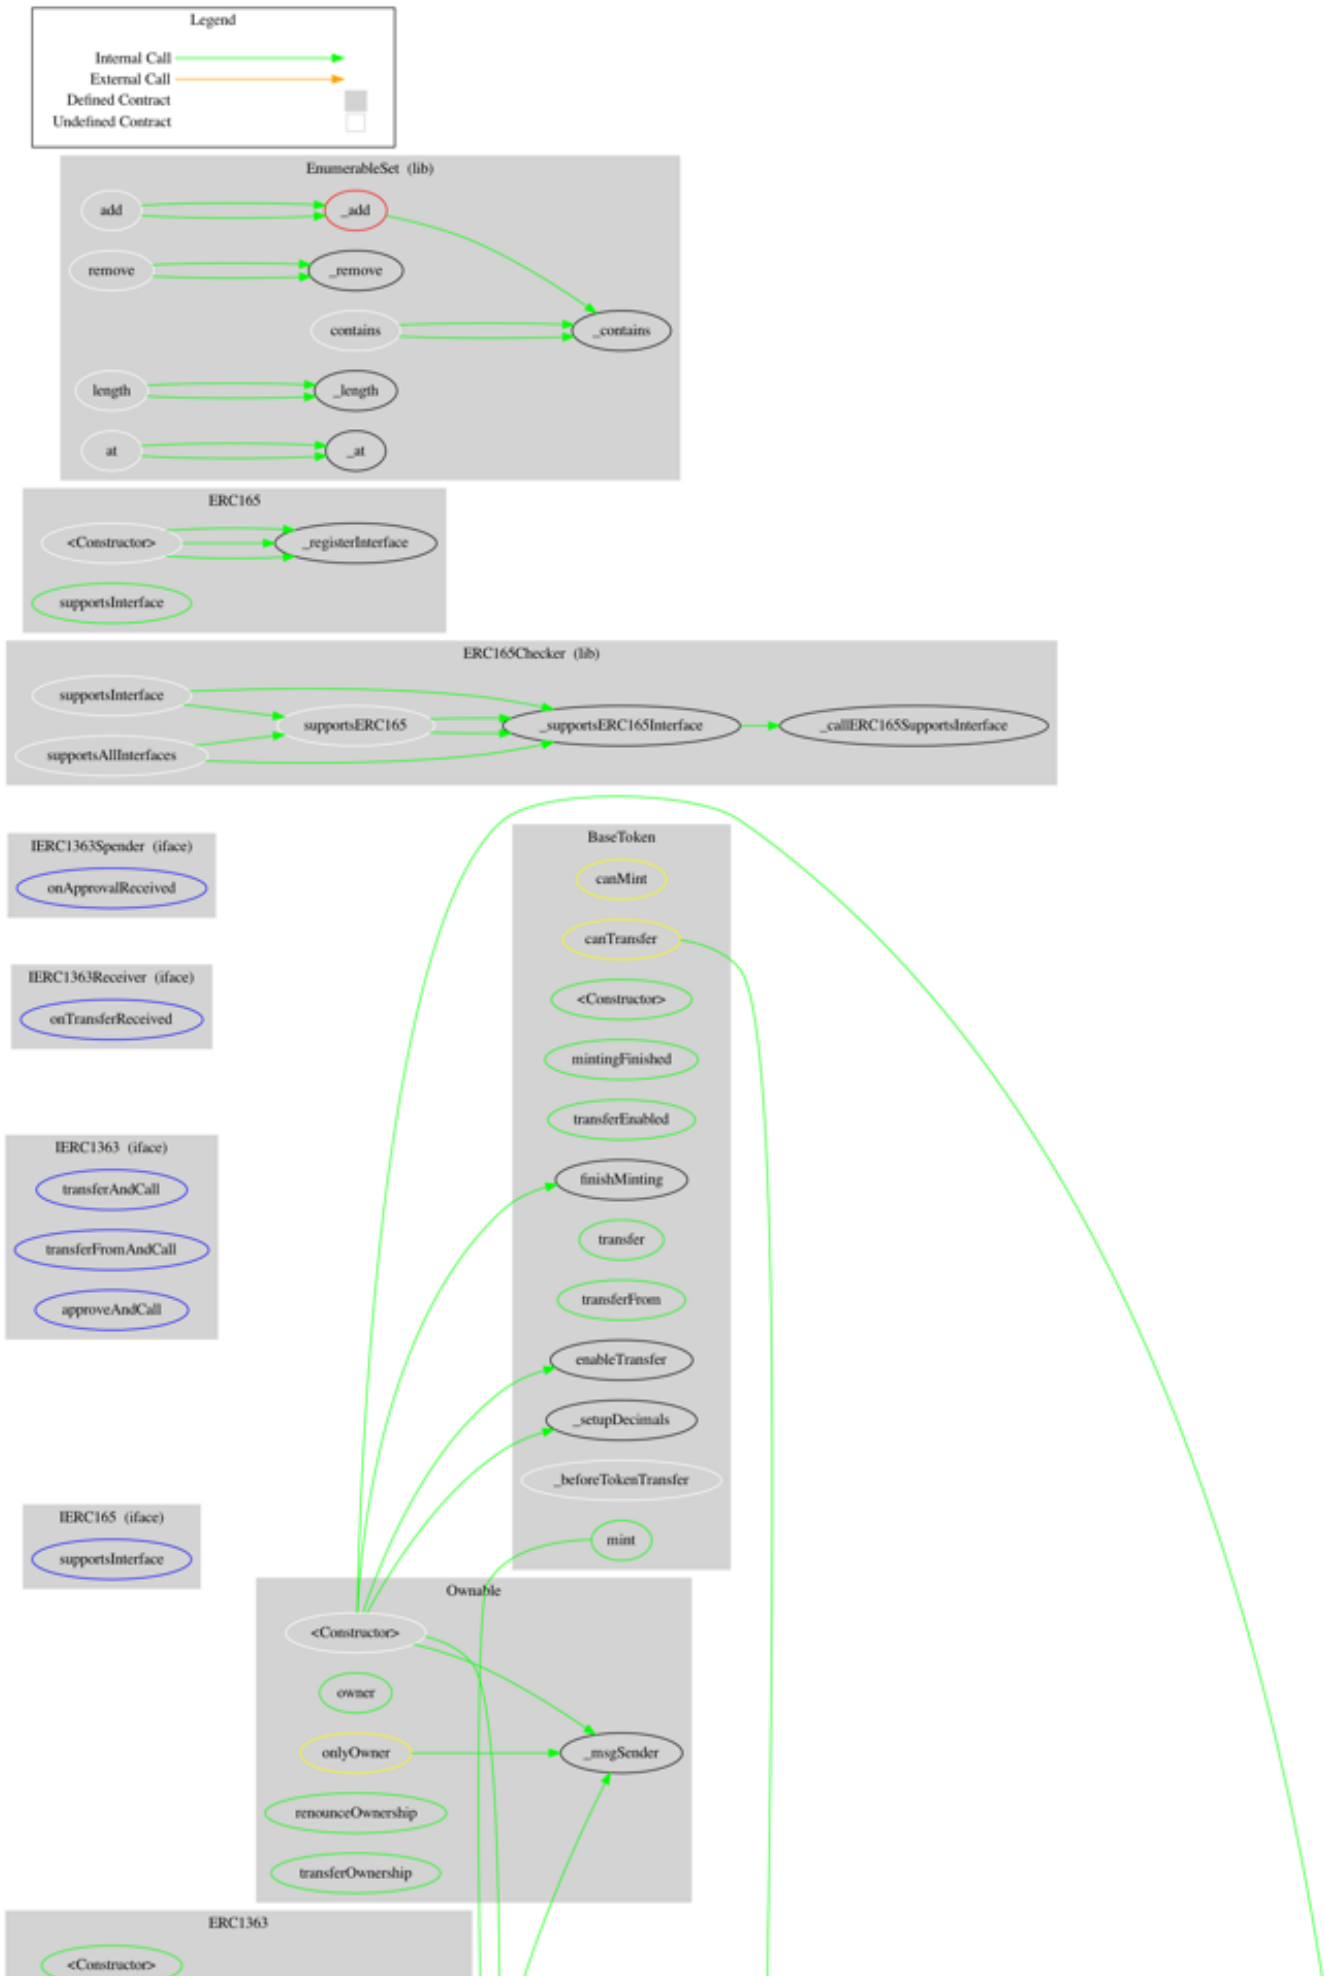 Legend
Internal Call
External Call
Defined Contract
Undefined Contract
EnumerableSet (lib)
add
_add
remove
_remove
contains
_contains
length
_length
at
_at
ERC165
<Constructor>
_registerInterface
supportsInterface
ERC165Checker (lib)
supportsInterface
supportsERC165
_supportsERC165Interface
_callERC165SupportsInterface
supportsAllInterfaces
IERC1363Spender (iface)
onApprovalReceived
IERC1363Receiver (iface)
onTransferReceived
IERC1363 (iface)
transferAndCall
transferFromAndCall
approveAndCall
IERC165 (iface)
supportsInterface
BaseToken
canMint
canTransfer
<Constructor>
mintingFinished
transferEnabled
finishMinting
transfer
transferFrom
enableTransfer
_setupDecimals
_beforeTokenTransfer
mint
Ownable
<Constructor>
owner
onlyOwner
_msgSender
renounceOwnership
transferOwnership
ERC1363
<Constructor>